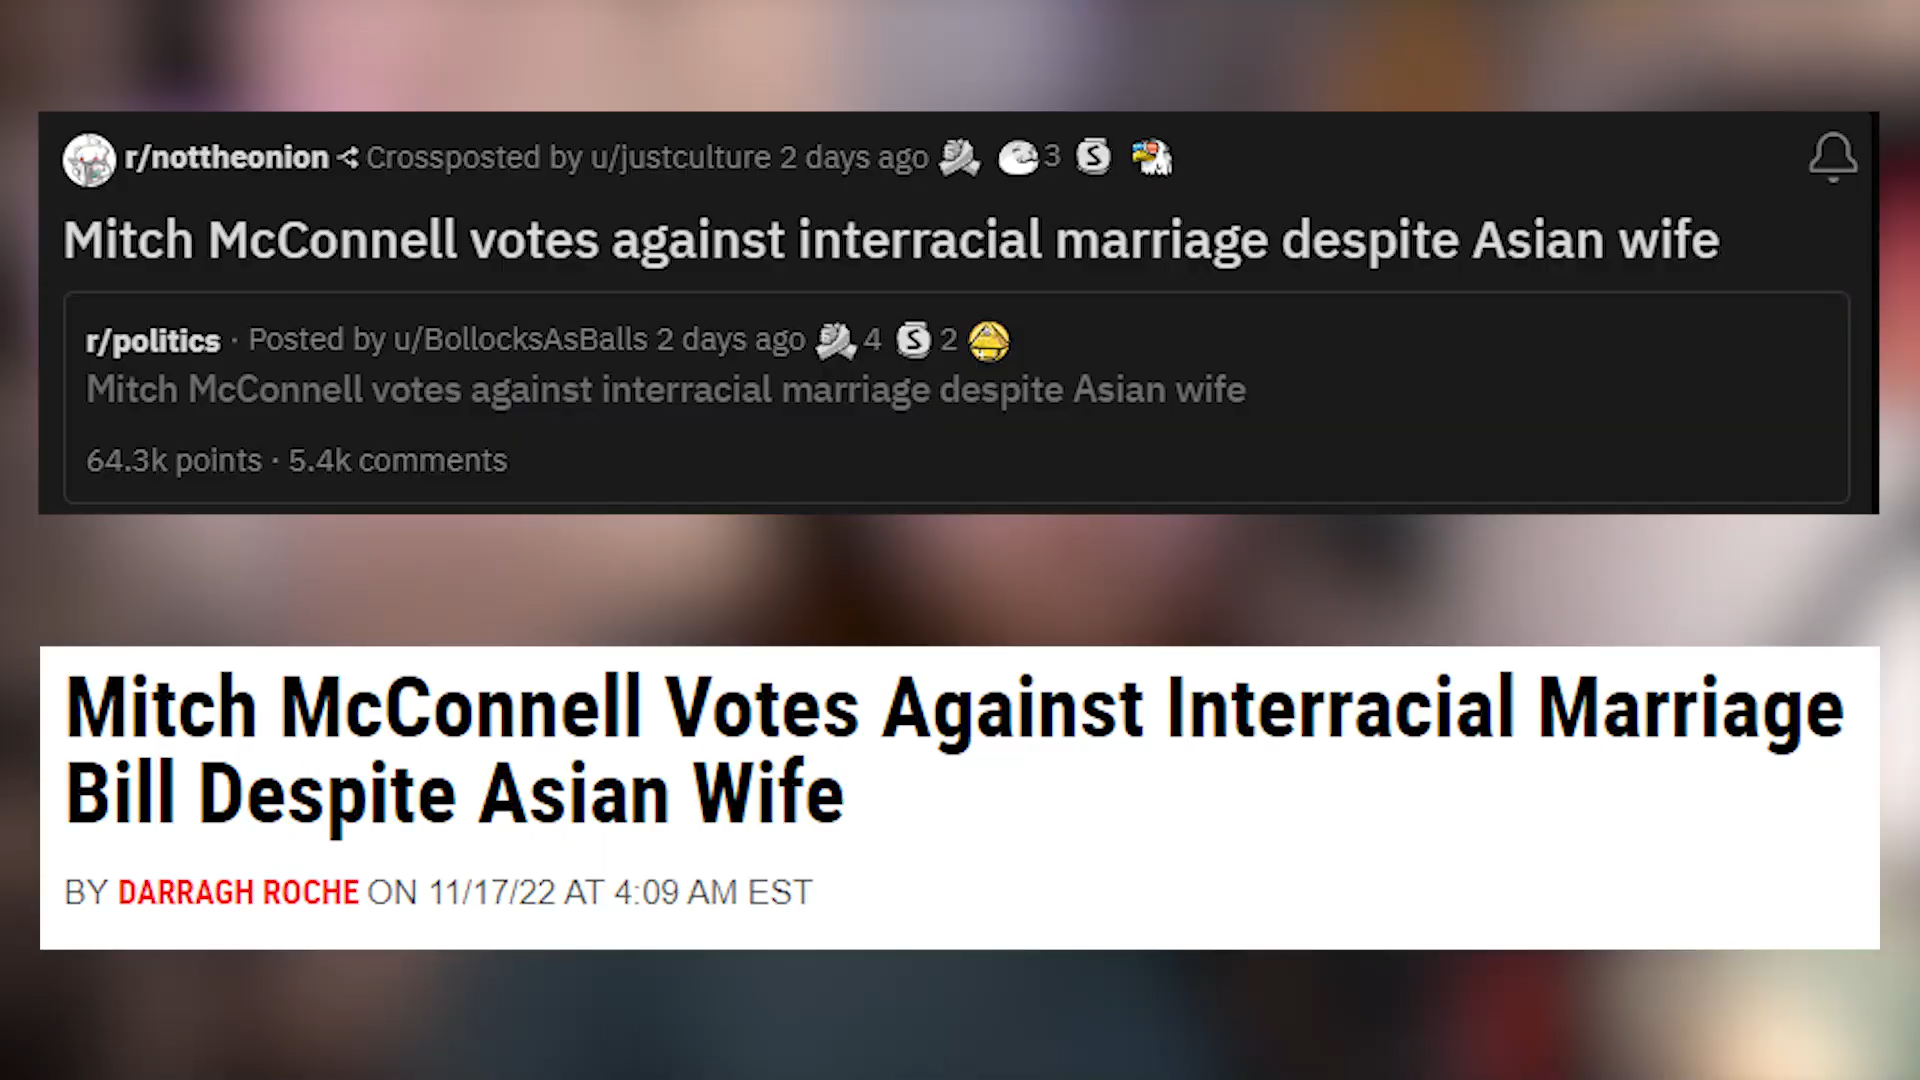 r/nottheonion Crossposted by u/justculture 2 days ago 3
Mitch McConnell votes against interracial marriage despite Asian wife
r/politics · Posted by u/BollocksAsBalls 2 days ago 4 2
Mitch McConnell votes against interracial marriage despite Asian wife
64.3k points · 5.4k comments
Mitch McConnell Votes Against Interracial Marriage
Bill Despite Asian Wife
BY DARRAGH ROCHE ON 11/17/22 AT 4:09 AM EST